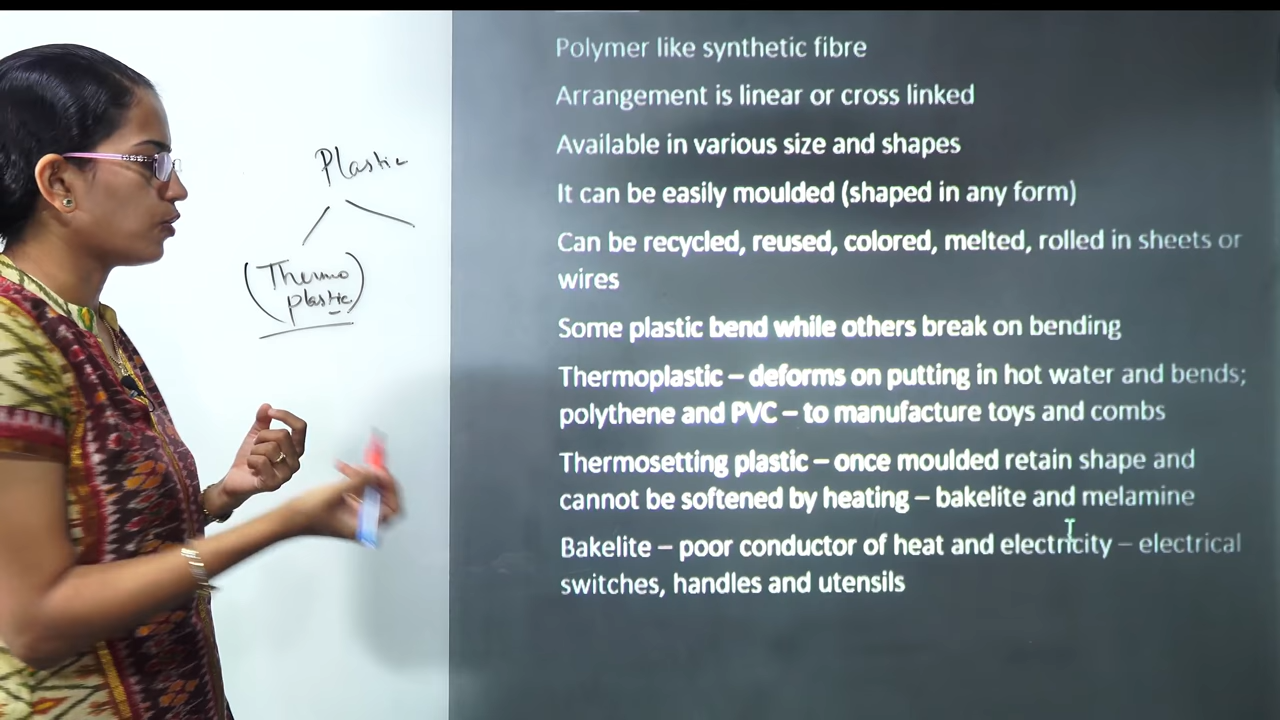 Plastic
(Thermo
plastic)
Polymer like synthetic fibre
Arrangement is linear or cross linked
Available in various size and shapes
It can be easily moulded (shaped in any form)
Can be recycled, reused, colored, melted, rolled in sheets or
wires
Some plastic bend while others break on bending
Thermoplastic – deforms on putting in hot water and bends;
polythene and PVC – to manufacture toys and combs
Thermosetting plastic – once moulded retain shape and
cannot be softened by heating – bakelite and melamine
Bakelite – poor conductor of heat and electricity – electrical
switches, handles and utensils